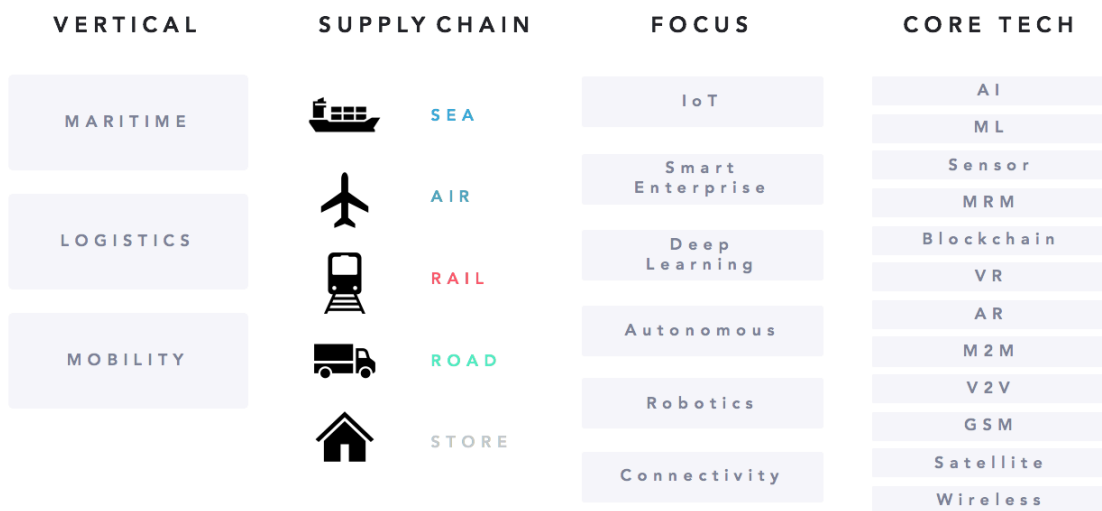 VERTICAL
MARITIME
LOGISTICS
MOBILITY
SUPPLY CHAIN
SEA
AIR
RAIL
ROAD
STORE
FOCUS
IoT
Smart
Enterprise
Deep
Learning
Autonomous
Robotics
Connectivity
CORE TECH
AI
ML
Sensor
MRM
Blockchain
VR
AR
M2M
V2V
GSM
Satellite
Wireless